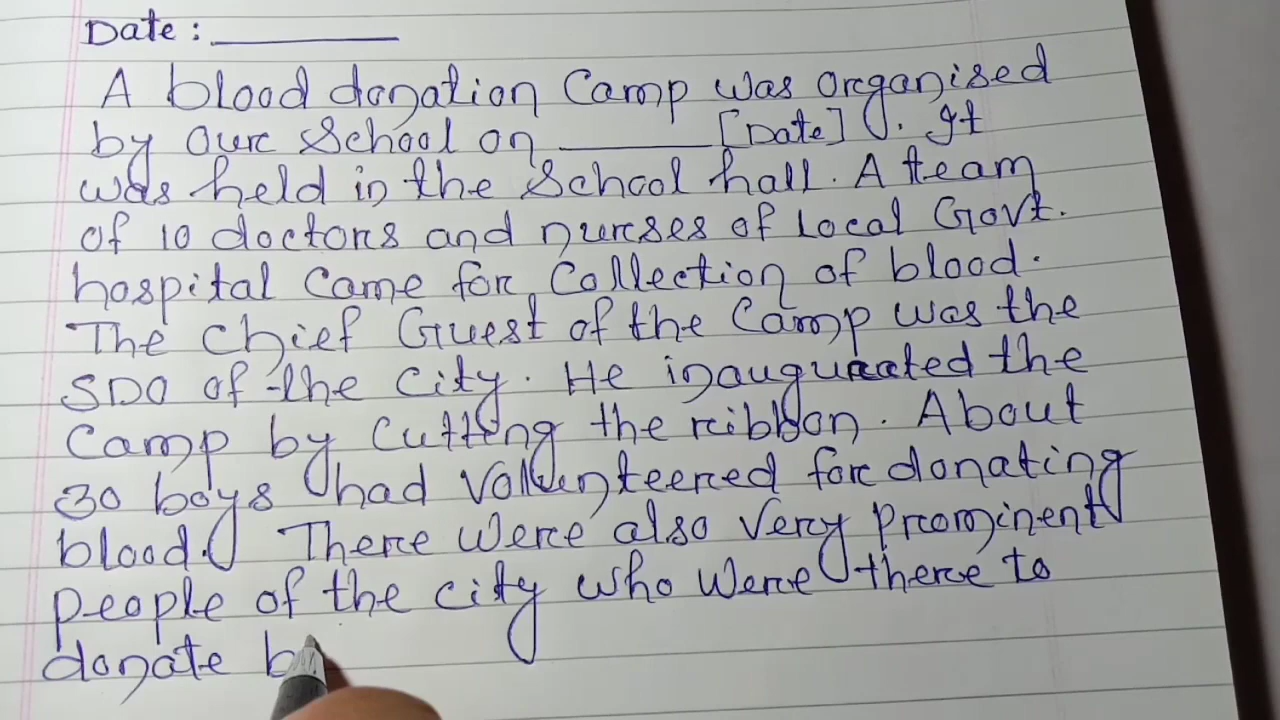 Date : ________
A blood donation Camp was organised
by our School on ________ [Date]. It
was held in the School hall. A team
of 10 doctors and nurses of local Govt.
hospital came for Collection of blood.
The Chief Guest of the Camp was the
SDO of the City. He inaugurated the
Camp by Cutting the ribbon. About
30 boys had Volunteered for donating
blood. There were also very prominent
people of the city who were there to
donate b